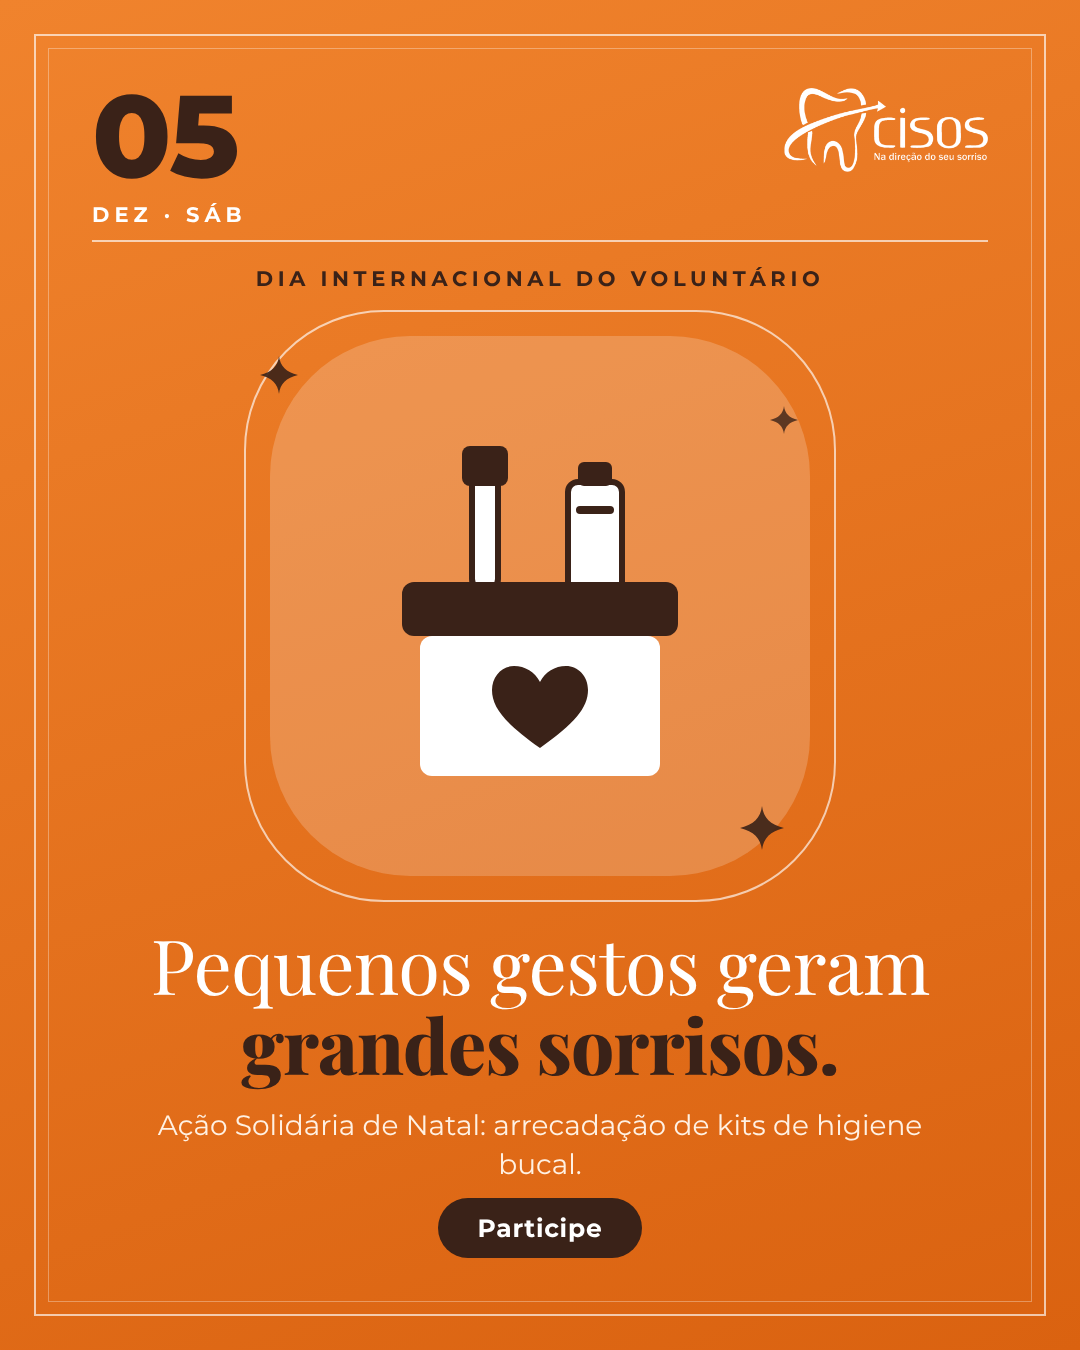 05
DEZ · SÁB
cisos
Na direção do seu sorriso
DIA INTERNACIONAL DO VOLUNTÁRIO
Pequenos gestos geram
grandes sorrisos.
Ação Solidária de Natal: arrecadação de kits de higiene
bucal.
Participe